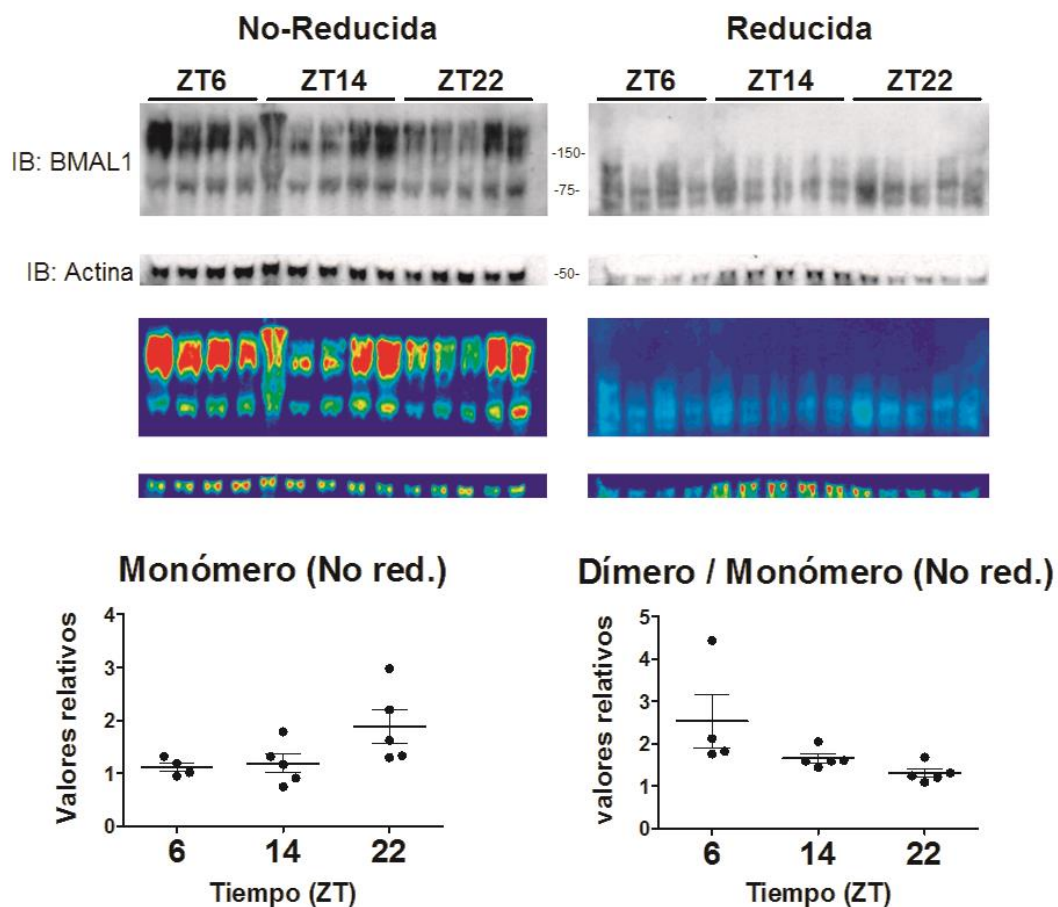 No-Reducida Reducida
ZT6 ZT14 ZT22 ZT6 ZT14 ZT22
IB: BMAL1
-150-
-75-
IB: Actina
-50-
Monómero (No red.)
Valores relativos
4
3
2
1
0
6 14 22
Tiempo (ZT)
Dímero / Monómero (No red.)
valores relativos
5
4
3
2
1
0
6 14 22
Tiempo (ZT)